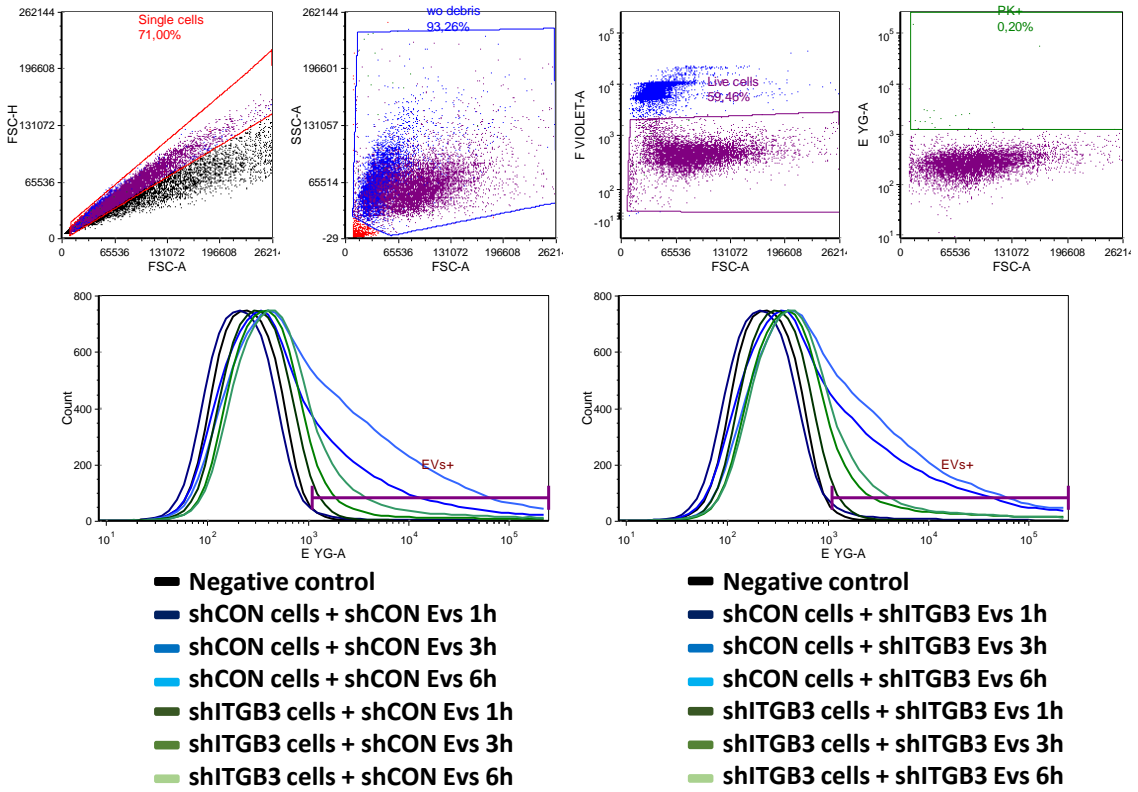 262144
196608
131072
65536
0
FSC-H
Single cells
71,00%
0 65536 131072 196608 26214
FSC-A
262144
196601
131057
65514
-29
SSC-A
wo debris
93,26%
0 65536 131072 196608 26214
FSC-A
10^5
10^4
10^3
10^2
-10^1
F VIOLET-A
Live cells
59,46%
0 65536 131072 196608 26214
FSC-A
10^5
10^4
10^3
10^2
10^1
E YG-A
PK+
0,20%
0 65536 131072 196608 262144
FSC-A
800
600
400
200
0
Count
EVs+
10^1 10^2 10^3 10^4 10^5
E YG-A
800
600
400
200
0
Count
EVs+
10^1 10^2 10^3 10^4 10^5
E YG-A
Negative control
shCON cells + shCON Evs 1h
shCON cells + shCON Evs 3h
shCON cells + shCON Evs 6h
shITGB3 cells + shCON Evs 1h
shITGB3 cells + shCON Evs 3h
shITGB3 cells + shCON Evs 6h
Negative control
shCON cells + shITGB3 Evs 1h
shCON cells + shITGB3 Evs 3h
shCON cells + shITGB3 Evs 6h
shITGB3 cells + shITGB3 Evs 1h
shITGB3 cells + shITGB3 Evs 3h
shITGB3 cells + shITGB3 Evs 6h